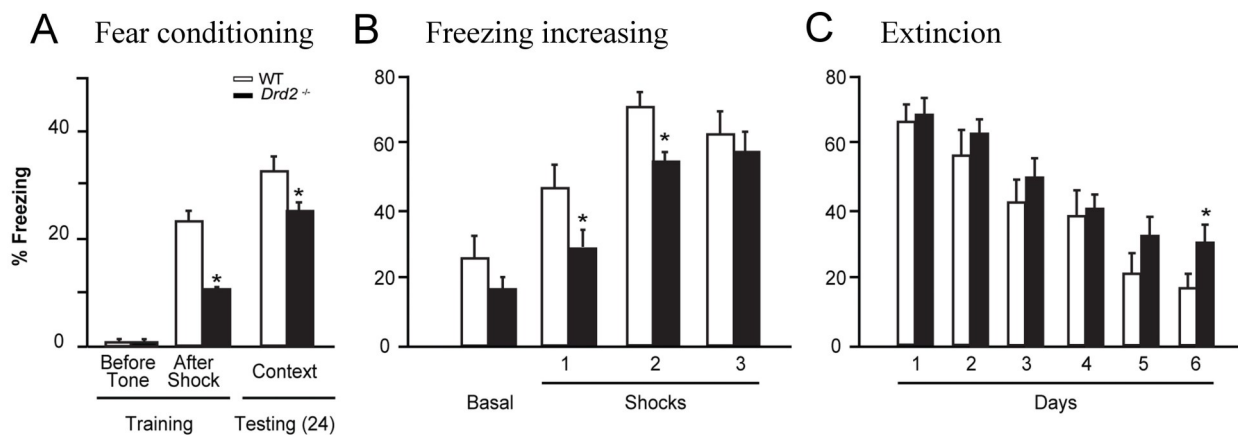 A Fear conditioning
B Freezing increasing
C Extincion
WT
Drd2 -/-
% Freezing
40
20
0
*
*
Before
Tone
After
Shock
Context
Training
Testing (24)
80
60
40
20
0
*
*
1
2
3
Basal
Shocks
80
60
40
20
0
*
1
2
3
4
5
6
Days